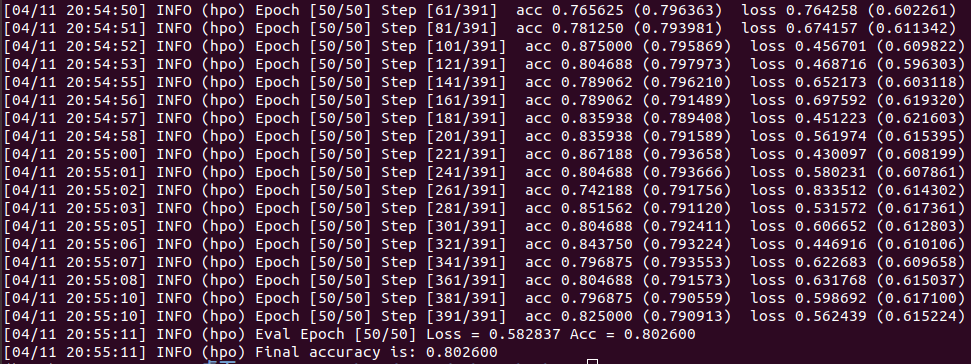 [04/11 20:54:50] INFO (hpo) Epoch [50/50] Step [61/391]  acc 0.765625 (0.796363)  loss 0.764258 (0.602261)
[04/11 20:54:51] INFO (hpo) Epoch [50/50] Step [81/391]  acc 0.781250 (0.793981)  loss 0.674157 (0.611342)
[04/11 20:54:52] INFO (hpo) Epoch [50/50] Step [101/391]  acc 0.875000 (0.795869)  loss 0.456701 (0.609822)
[04/11 20:54:53] INFO (hpo) Epoch [50/50] Step [121/391]  acc 0.804688 (0.797973)  loss 0.468716 (0.596303)
[04/11 20:54:55] INFO (hpo) Epoch [50/50] Step [141/391]  acc 0.789062 (0.796210)  loss 0.652173 (0.603118)
[04/11 20:54:56] INFO (hpo) Epoch [50/50] Step [161/391]  acc 0.789062 (0.791489)  loss 0.697592 (0.619320)
[04/11 20:54:57] INFO (hpo) Epoch [50/50] Step [181/391]  acc 0.835938 (0.789408)  loss 0.451223 (0.621603)
[04/11 20:54:58] INFO (hpo) Epoch [50/50] Step [201/391]  acc 0.835938 (0.791589)  loss 0.561974 (0.615395)
[04/11 20:55:00] INFO (hpo) Epoch [50/50] Step [221/391]  acc 0.867188 (0.793658)  loss 0.430097 (0.608199)
[04/11 20:55:01] INFO (hpo) Epoch [50/50] Step [241/391]  acc 0.804688 (0.793666)  loss 0.580231 (0.607861)
[04/11 20:55:02] INFO (hpo) Epoch [50/50] Step [261/391]  acc 0.742188 (0.791756)  loss 0.833512 (0.614302)
[04/11 20:55:03] INFO (hpo) Epoch [50/50] Step [281/391]  acc 0.851562 (0.791120)  loss 0.531572 (0.617361)
[04/11 20:55:05] INFO (hpo) Epoch [50/50] Step [301/391]  acc 0.804688 (0.792411)  loss 0.606652 (0.612803)
[04/11 20:55:06] INFO (hpo) Epoch [50/50] Step [321/391]  acc 0.843750 (0.793224)  loss 0.446916 (0.610106)
[04/11 20:55:07] INFO (hpo) Epoch [50/50] Step [341/391]  acc 0.796875 (0.793553)  loss 0.622683 (0.609658)
[04/11 20:55:08] INFO (hpo) Epoch [50/50] Step [361/391]  acc 0.804688 (0.791573)  loss 0.631768 (0.615037)
[04/11 20:55:10] INFO (hpo) Epoch [50/50] Step [381/391]  acc 0.796875 (0.790559)  loss 0.598692 (0.617100)
[04/11 20:55:10] INFO (hpo) Epoch [50/50] Step [391/391]  acc 0.825000 (0.790913)  loss 0.562439 (0.615224)
[04/11 20:55:11] INFO (hpo) Eval Epoch [50/50] Loss = 0.582837 Acc = 0.802600
[04/11 20:55:11] INFO (hpo) Final accuracy is: 0.802600